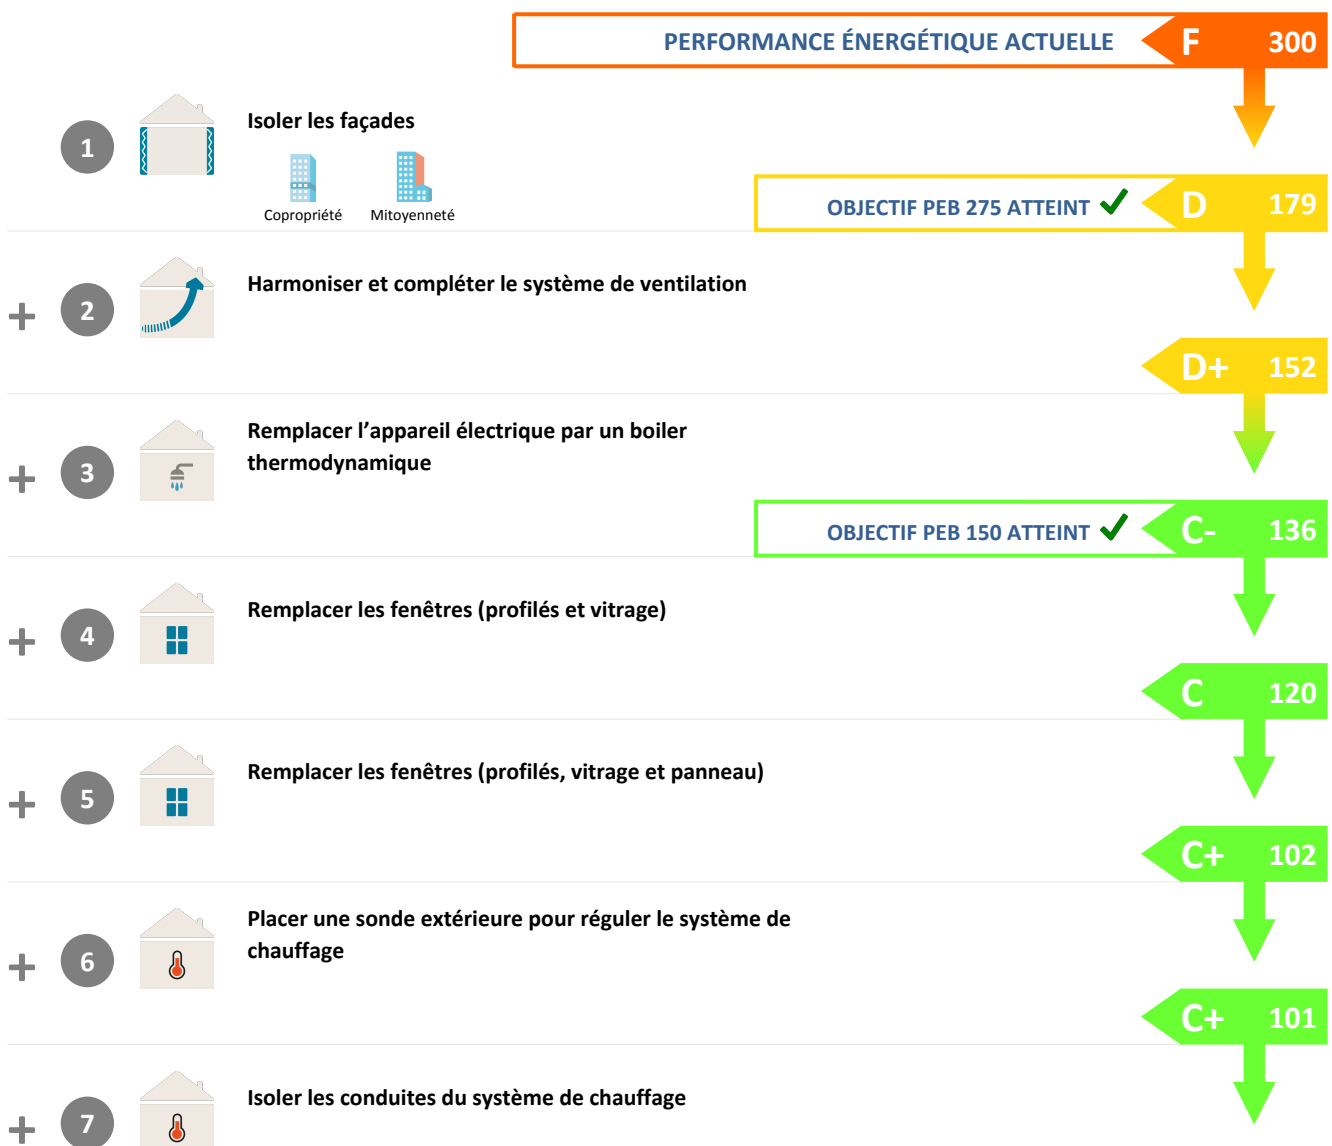 PERFORMANCE ÉNERGÉTIQUE ACTUELLE F 300
1 Isoler les façades
Copropriété Mitoyenneté
OBJECTIF PEB 275 ATTEINT D 179
+ 2 Harmoniser et compléter le système de ventilation
D+ 152
+ 3 Remplacer l’appareil électrique par un boiler
thermodynamique
OBJECTIF PEB 150 ATTEINT C- 136
+ 4 Remplacer les fenêtres (profilés et vitrage)
C 120
+ 5 Remplacer les fenêtres (profilés, vitrage et panneau)
C+ 102
+ 6 Placer une sonde extérieure pour réguler le système de
chauffage
C+ 101
+ 7 Isoler les conduites du système de chauffage